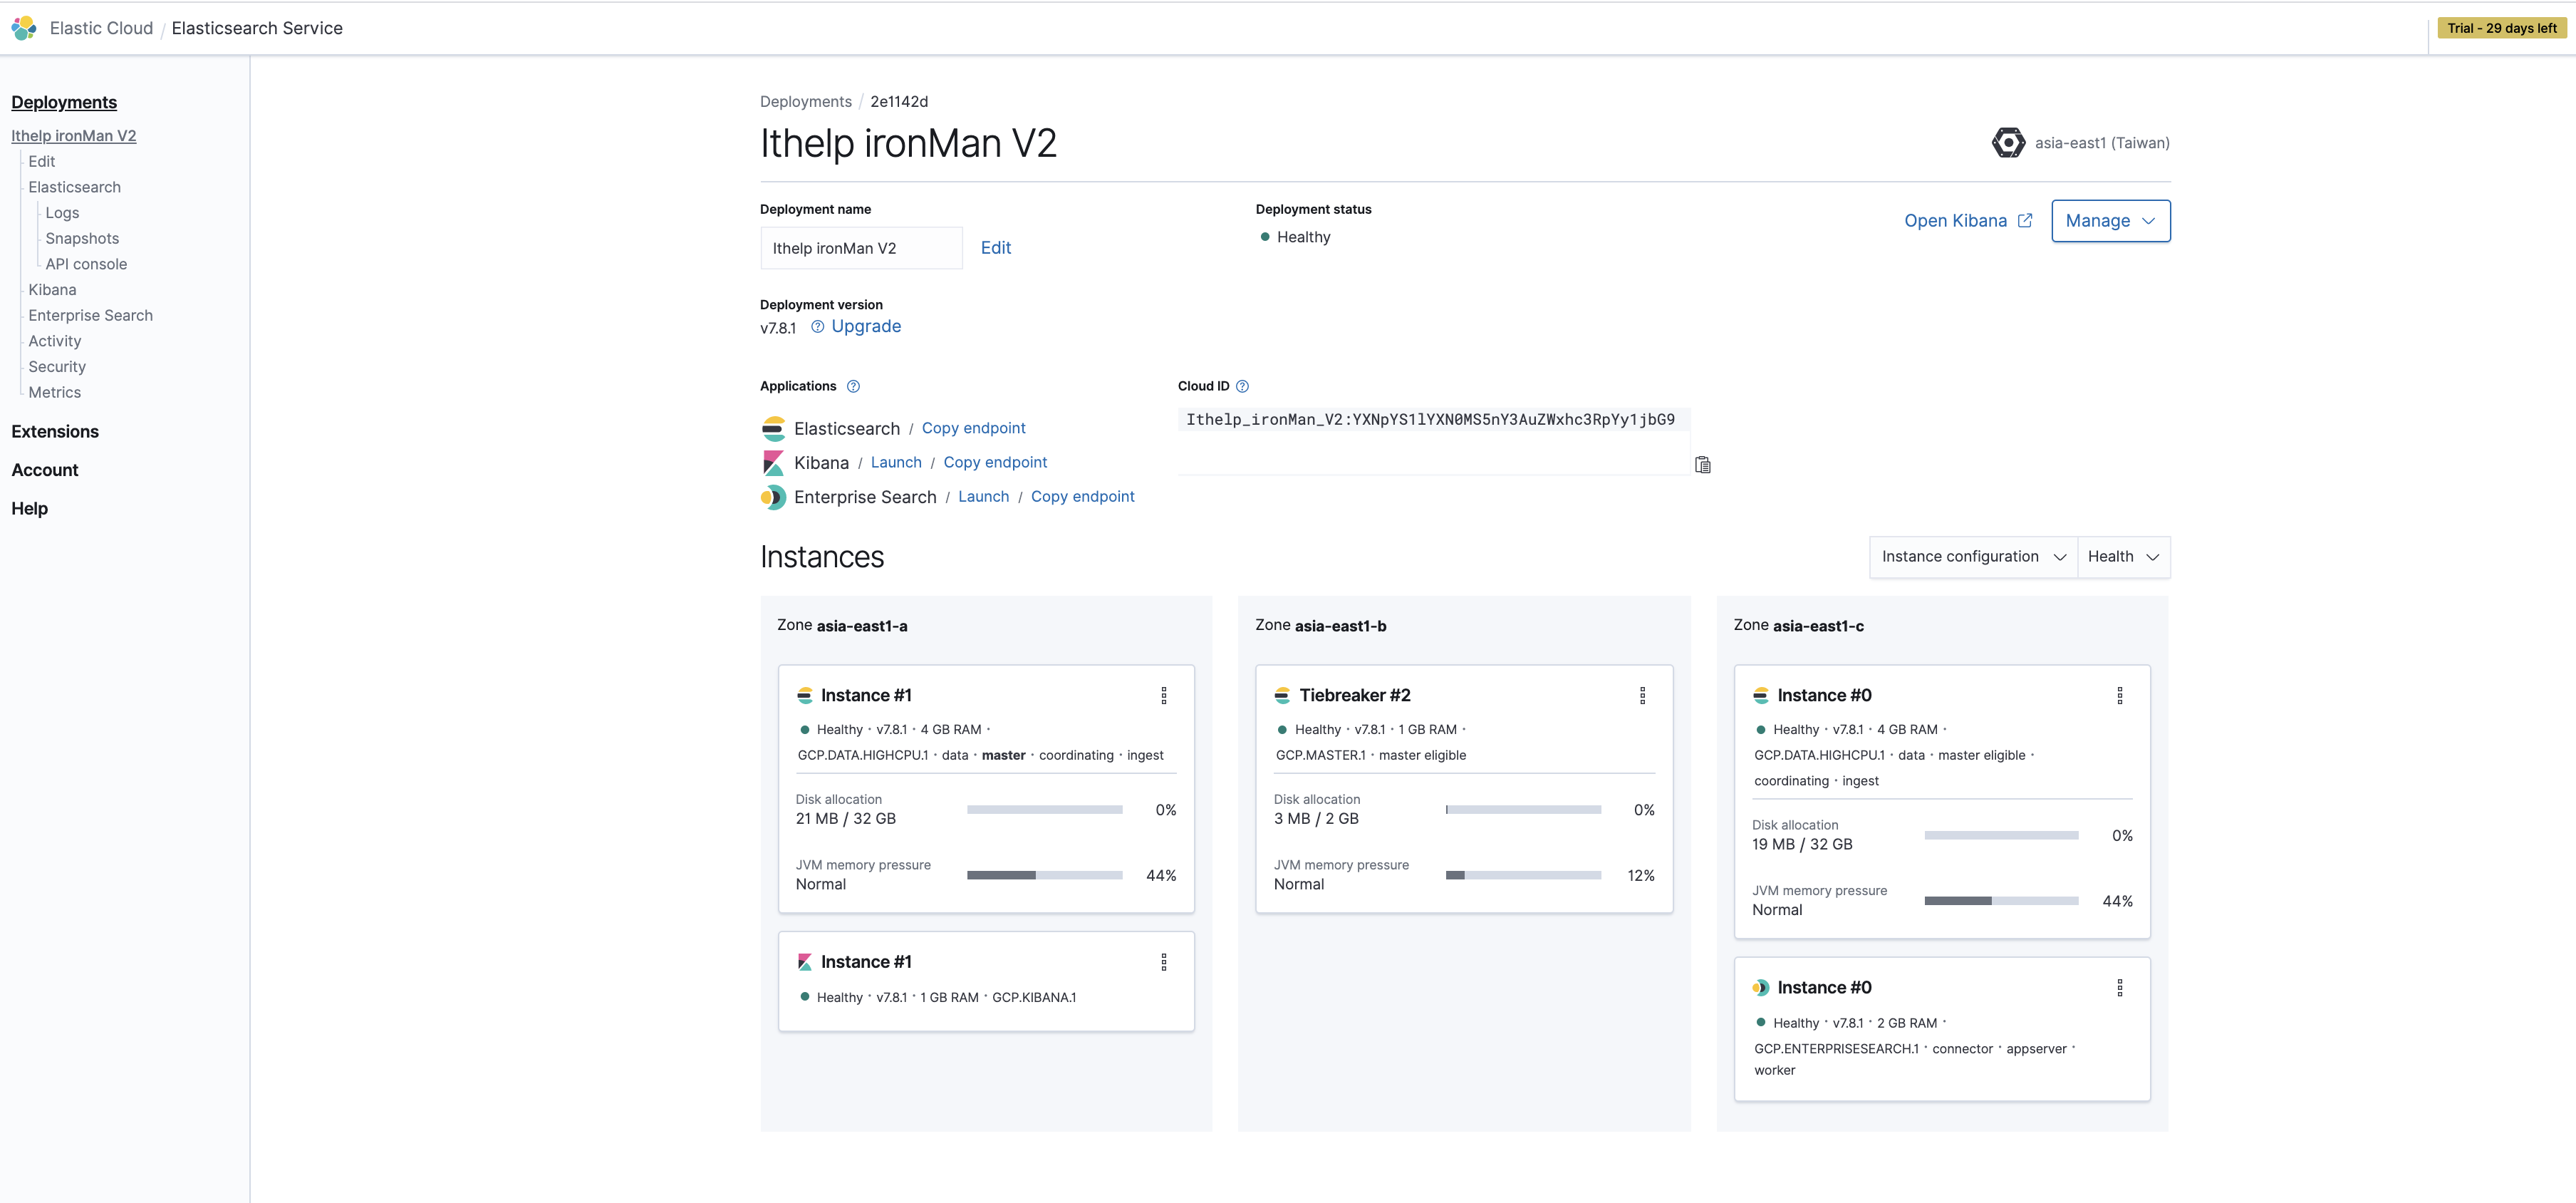 Elastic Cloud / Elasticsearch Service
Trial - 29 days left
Deployments
Ithelp ironMan V2
Edit
Elasticsearch
Logs
Snapshots
API console
Kibana
Enterprise Search
Activity
Security
Metrics
Extensions
Account
Help
Deployments / 2e1142d
Ithelp ironMan V2
asia-east1 (Taiwan)
Deployment name
Ithelp ironMan V2
Edit
Deployment status
Healthy
Open Kibana
Manage
Deployment version
v7.8.1 Upgrade
Applications
Elasticsearch / Copy endpoint
Kibana / Launch / Copy endpoint
Enterprise Search / Launch / Copy endpoint
Cloud ID
Ithelp_ironMan_V2:YXNpYS1lYXN0MS5nY3AuZWxhc3RpYy1jbG9
Instances
Instance configuration
Health
Zone asia-east1-a
Instance #1
Healthy · v7.8.1 · 4 GB RAM ·
GCP.DATA.HIGHCPU.1 · data · master · coordinating · ingest
Disk allocation
21 MB / 32 GB
0%
JVM memory pressure
Normal
44%
Instance #1
Healthy · v7.8.1 · 1 GB RAM · GCP.KIBANA.1
Zone asia-east1-b
Tiebreaker #2
Healthy · v7.8.1 · 1 GB RAM ·
GCP.MASTER.1 · master eligible
Disk allocation
3 MB / 2 GB
0%
JVM memory pressure
Normal
12%
Zone asia-east1-c
Instance #0
Healthy · v7.8.1 · 4 GB RAM ·
GCP.DATA.HIGHCPU.1 · data · master eligible ·
coordinating · ingest
Disk allocation
19 MB / 32 GB
0%
JVM memory pressure
Normal
44%
Instance #0
Healthy · v7.8.1 · 2 GB RAM ·
GCP.ENTERPRISESEARCH.1 · connector · appserver ·
worker